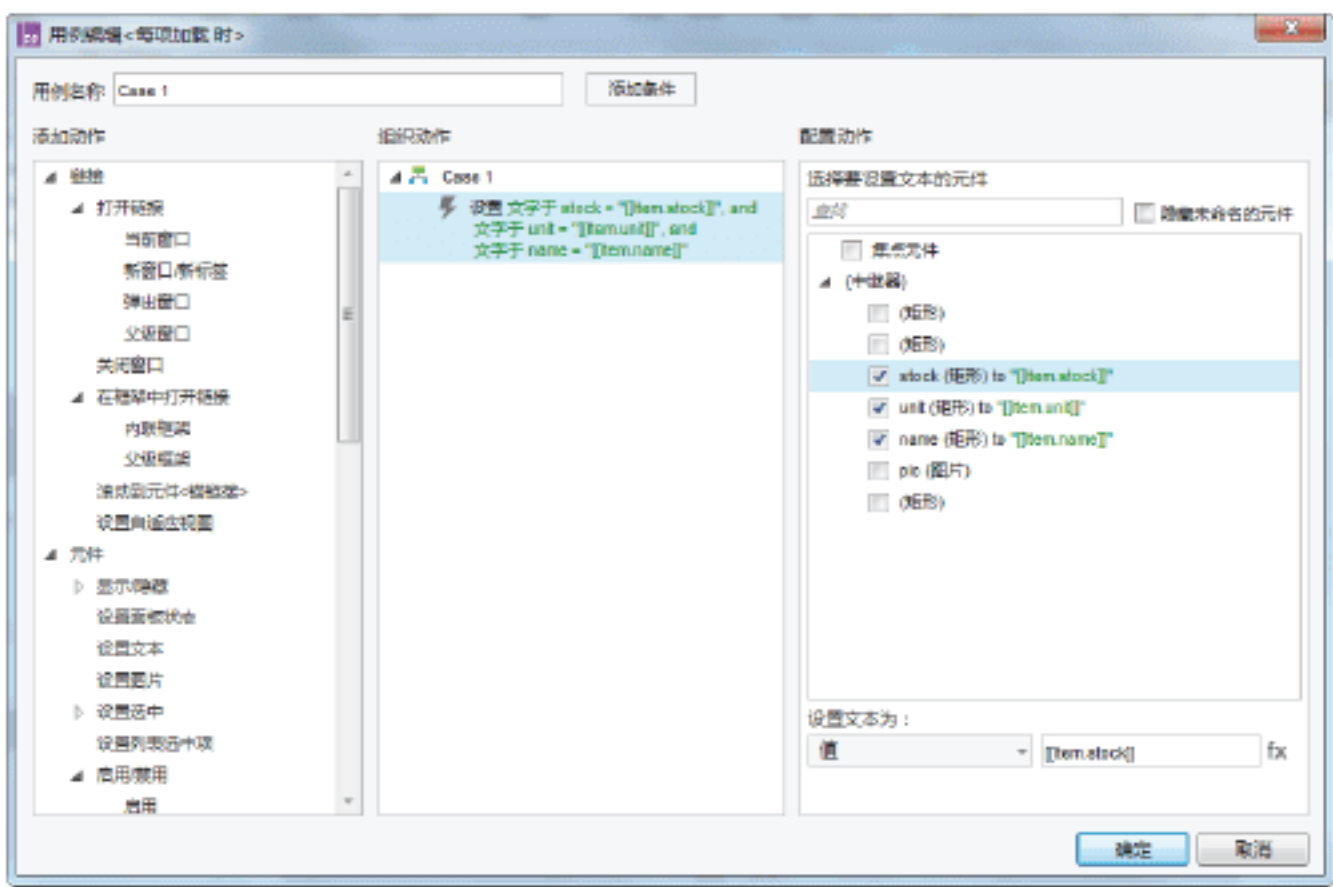 用例编辑<每项加载 时>
用例名称 Case 1 添加条件
添加动作
链接
打开链接
当前窗口
新窗口/新标签
弹出窗口
父级窗口
关闭窗口
在框架中打开链接
内联框架
父级框架
滚动到元件<锚链接>
设置自适应视图
元件
显示/隐藏
设置面板状态
设置文本
设置图片
设置选中
设置列表选中项
启用/禁用
启用
组织动作
Case 1
设置 文字于 stock = "[[Item.stock]]", and
文字于 unit = "[[Item.unit]]", and
文字于 name = "[[Item.name]]"
配置动作
选择要设置文本的元件
查找 隐藏未命名的元件
焦点元件
(中继器)
(矩形)
(矩形)
stock (矩形) to "[[Item.stock]]"
unit (矩形) to "[[Item.unit]]"
name (矩形) to "[[Item.name]]"
pic (图片)
(矩形)
设置文本为：
值 [[Item.stock]] fx
确定 取消